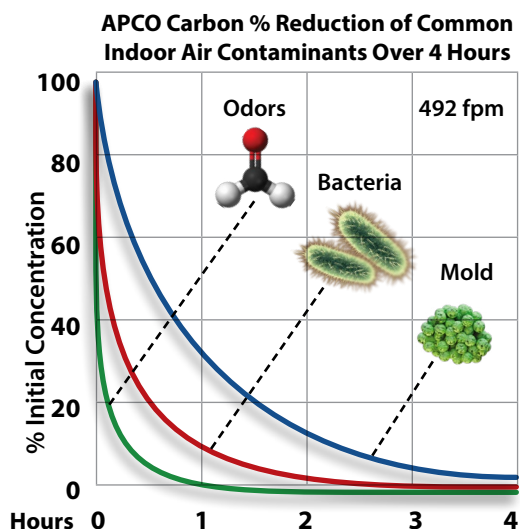 APCO Carbon % Reduction of Common
Indoor Air Contaminants Over 4 Hours
100
80
60
40
20
0
% Initial Concentration
Odors
492 fpm
Bacteria
Mold
Hours 0 1 2 3 4